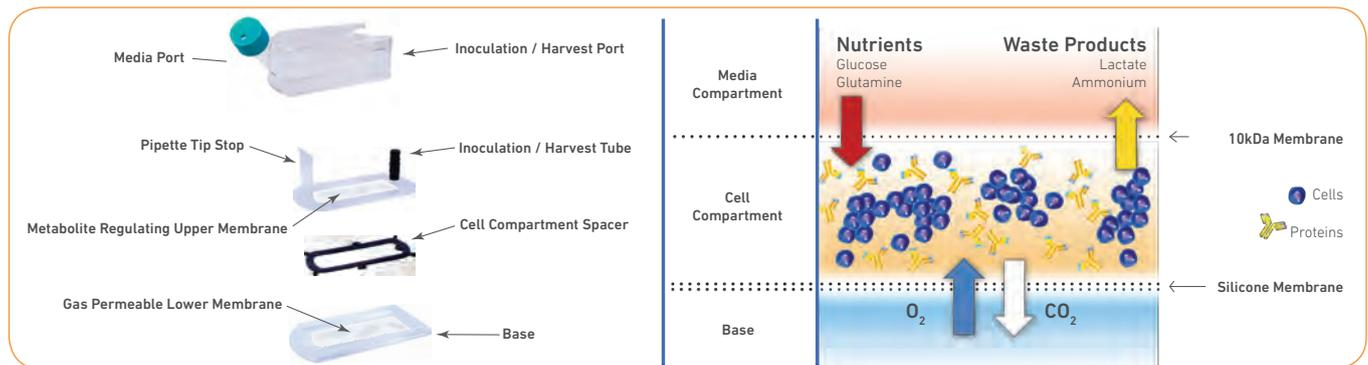 Media Port
Inoculation / Harvest Port
Pipette Tip Stop
Inoculation / Harvest Tube
Metabolite Regulating Upper Membrane
Cell Compartment Spacer
Gas Permeable Lower Membrane
Base
Media
Compartment
Cell
Compartment
Base
Nutrients
Glucose
Glutamine
Waste Products
Lactate
Ammonium
O2
CO2
10kDa Membrane
Cells
Proteins
Silicone Membrane